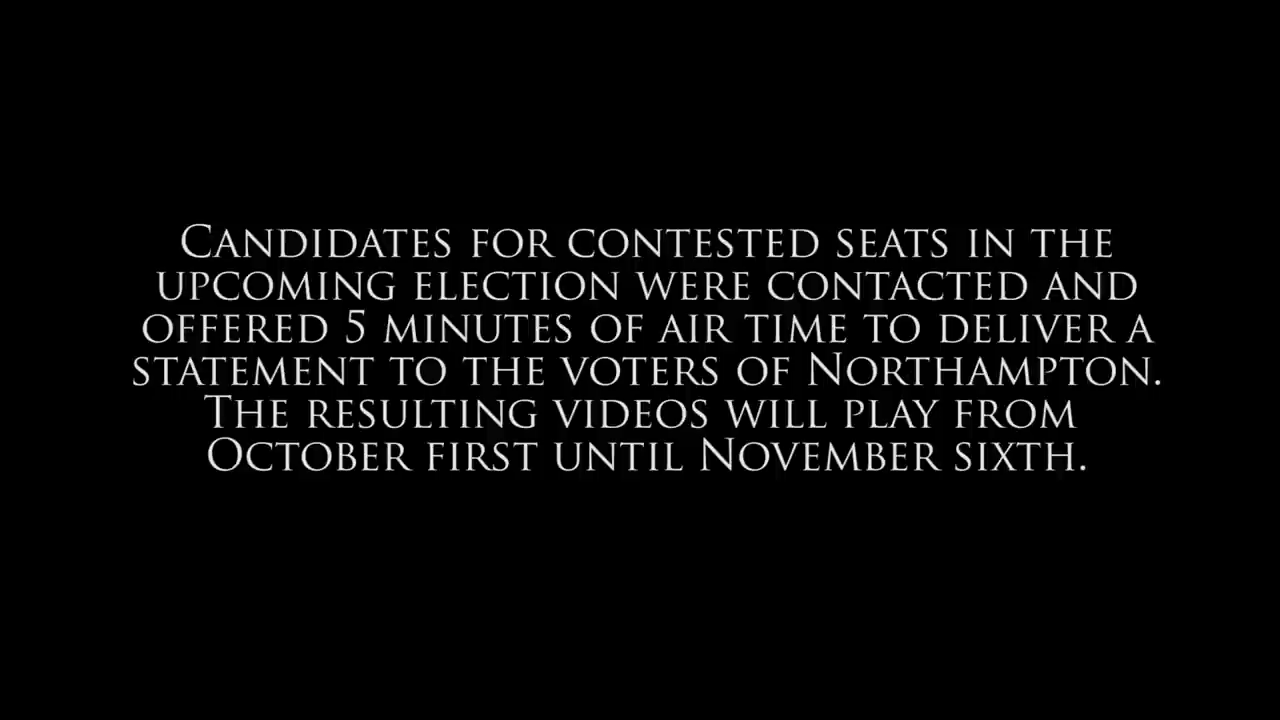 Candidates for contested seats in the
upcoming election were contacted and
offered 5 minutes of air time to deliver a
statement to the voters of Northampton.
The resulting videos will play from
October first until November sixth.